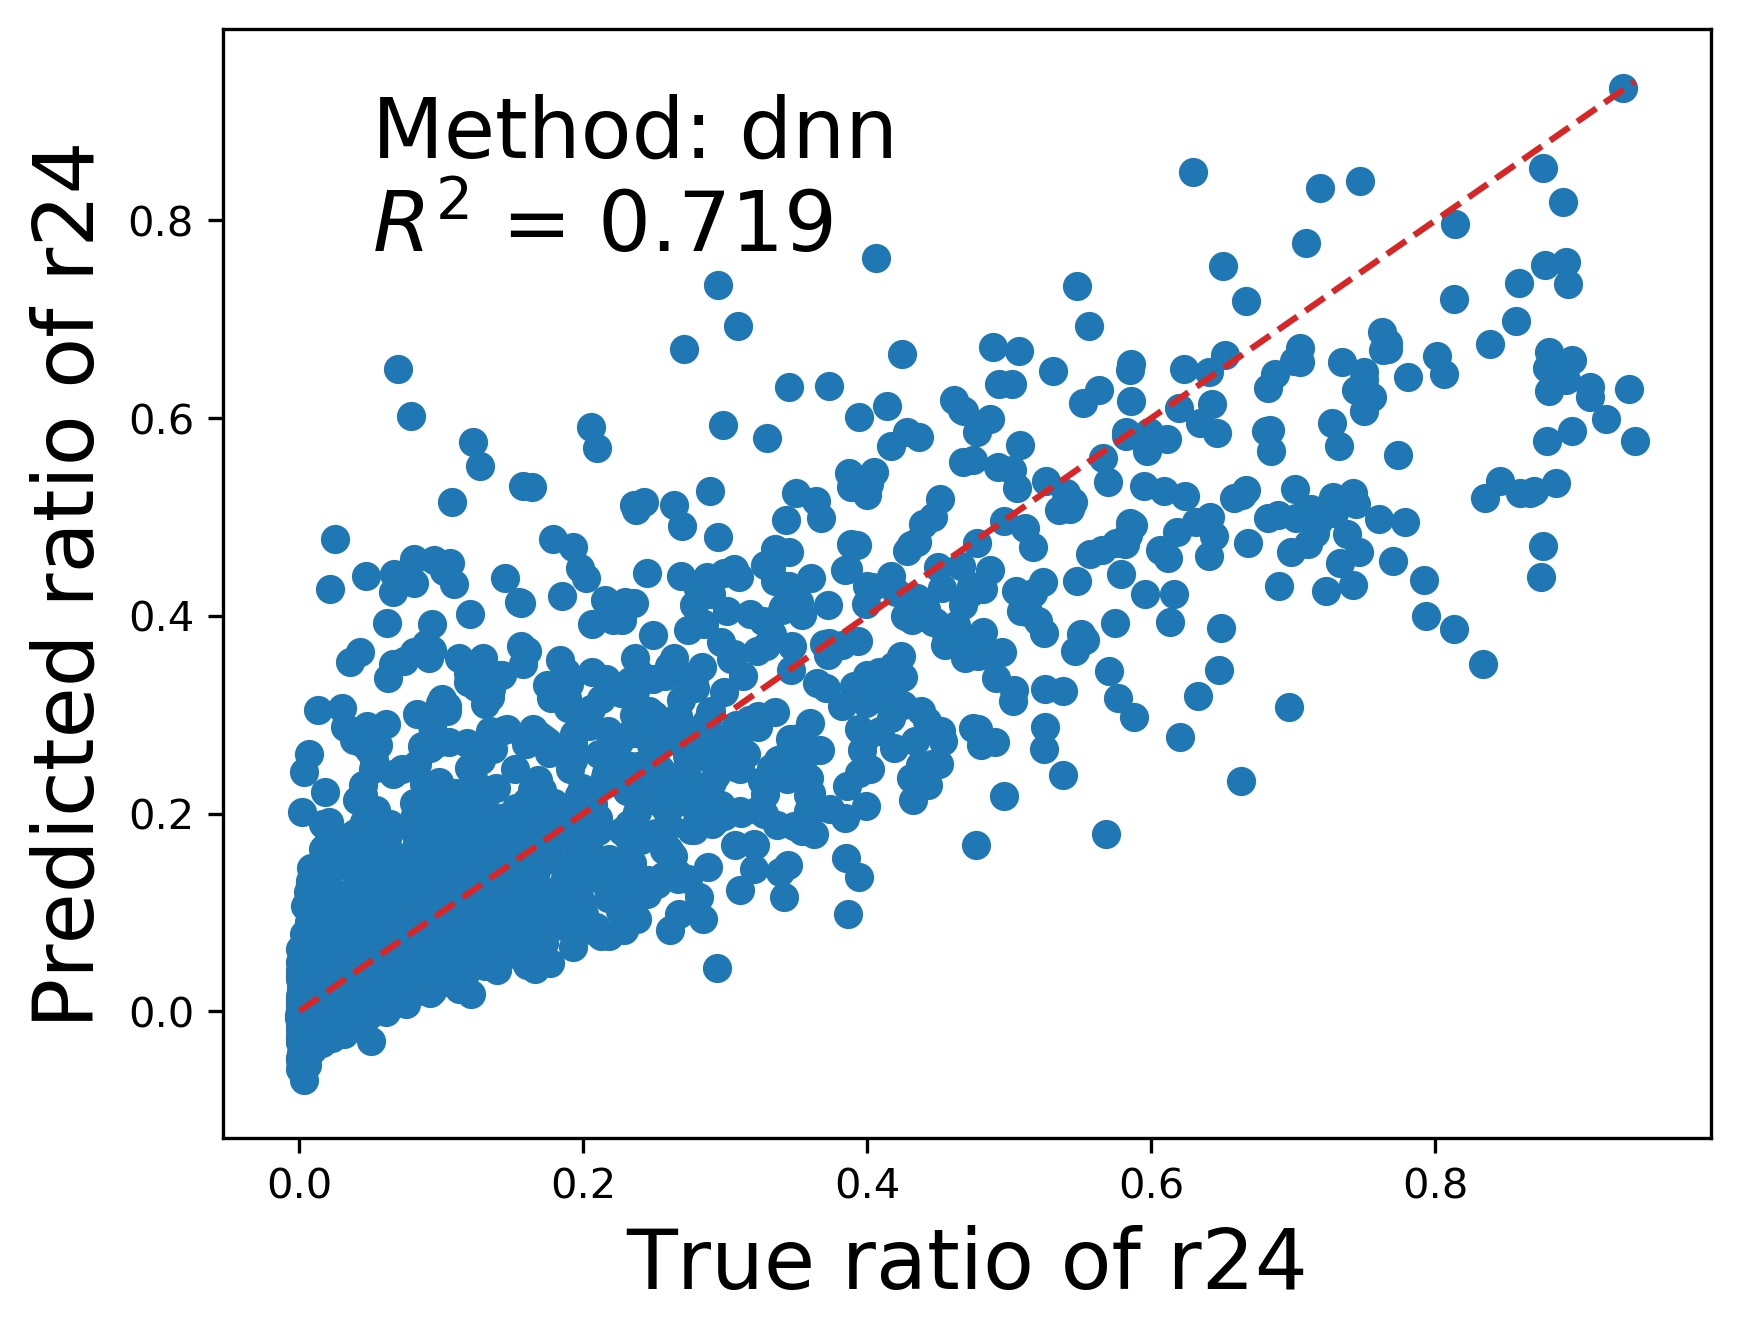 Method: dnn
R² = 0.719
Predicted ratio of r24
0.8
0.6
0.4
0.2
0.0
0.0 0.2 0.4 0.6 0.8
True ratio of r24